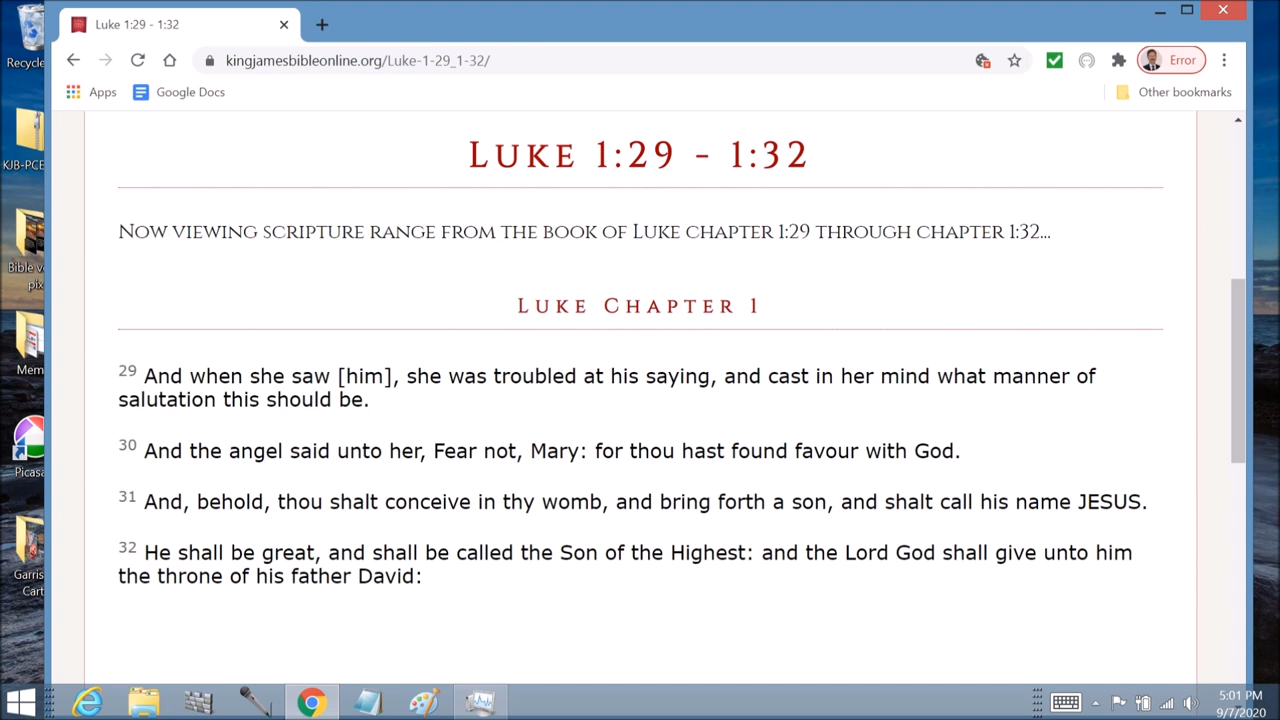 Luke 1:29 - 1:32
kingjamesbibleonline.org/Luke-1-29_1-32/
Error
Apps
Google Docs
Other bookmarks
Recycle
KJB-PCE
Bible v
pix
Mem
Picas
Garris
Cart
Luke 1:29 - 1:32
Now viewing scripture range from the book of Luke chapter 1:29 through chapter 1:32...
Luke Chapter 1
29 And when she saw [him], she was troubled at his saying, and cast in her mind what manner of
salutation this should be.
30 And the angel said unto her, Fear not, Mary: for thou hast found favour with God.
31 And, behold, thou shalt conceive in thy womb, and bring forth a son, and shalt call his name JESUS.
32 He shall be great, and shall be called the Son of the Highest: and the Lord God shall give unto him
the throne of his father David:
5:01 PM
9/7/2020